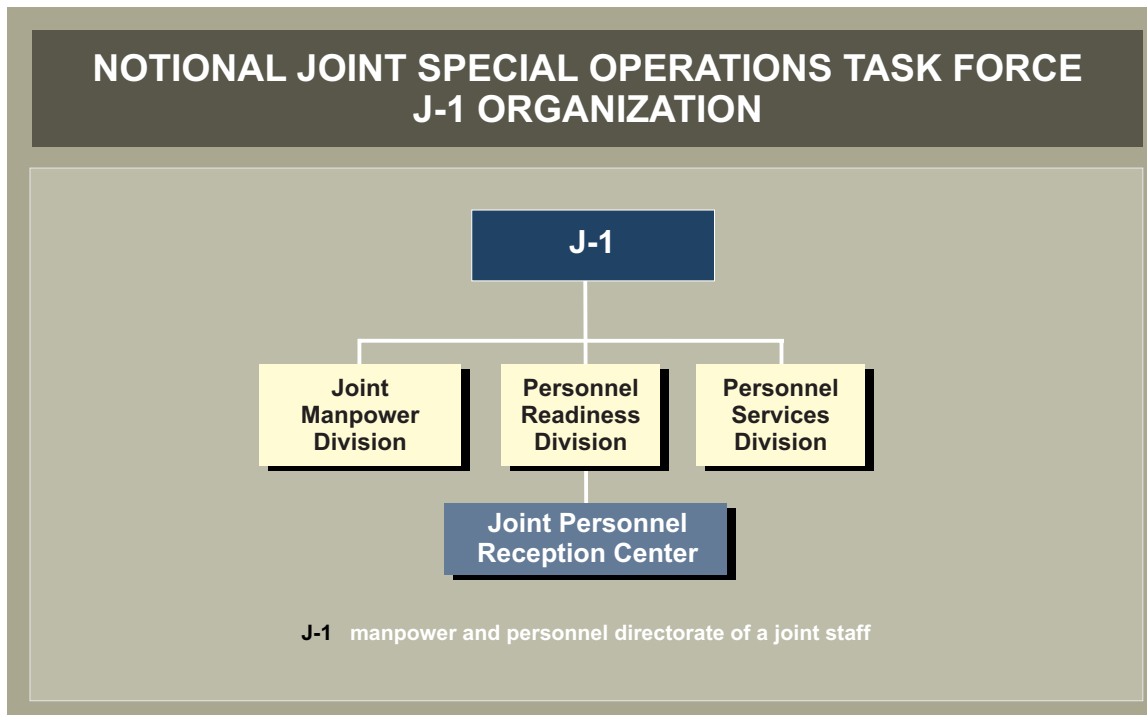 NOTIONAL JOINT SPECIAL OPERATIONS TASK FORCE
J-1 ORGANIZATION
J-1
Joint
Manpower
Division
Personnel
Readiness
Division
Personnel
Services
Division
Joint Personnel
Reception Center
J-1 manpower and personnel directorate of a joint staff